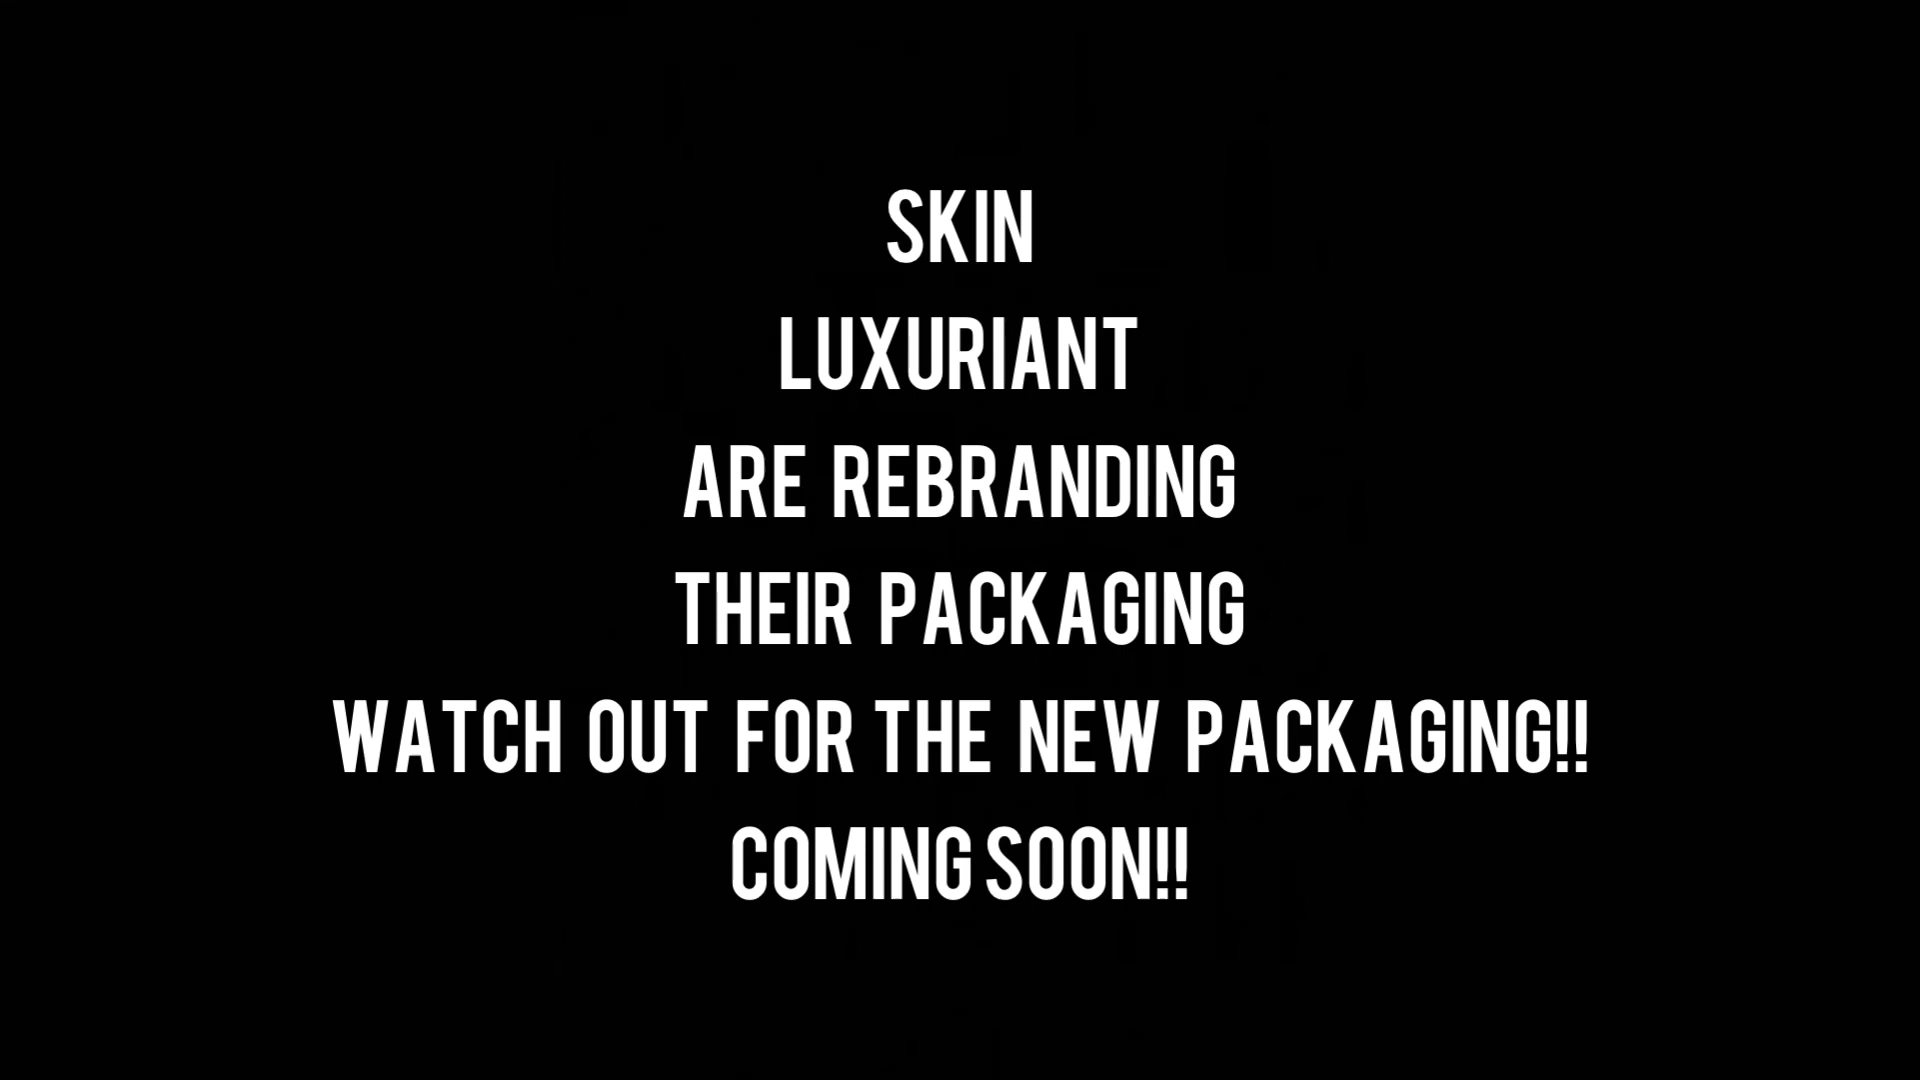 SKIN
LUXURIANT
ARE REBRANDING
THEIR PACKAGING
WATCH OUT FOR THE NEW PACKAGING!!
COMING SOON!!